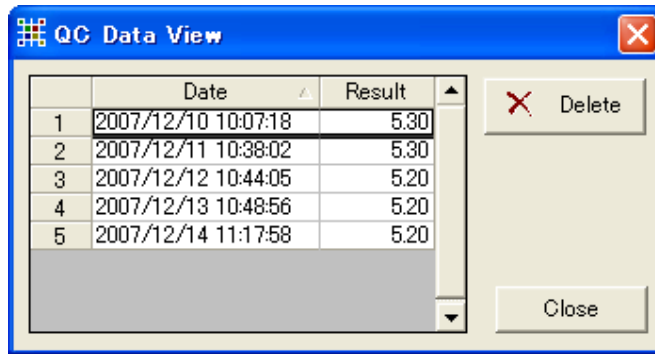 QC Data View
Date Result
1 2007/12/10 10:07:18 5.30
2 2007/12/11 10:38:02 5.30
3 2007/12/12 10:44:05 5.20
4 2007/12/13 10:48:56 5.20
5 2007/12/14 11:17:58 5.20
Delete
Close